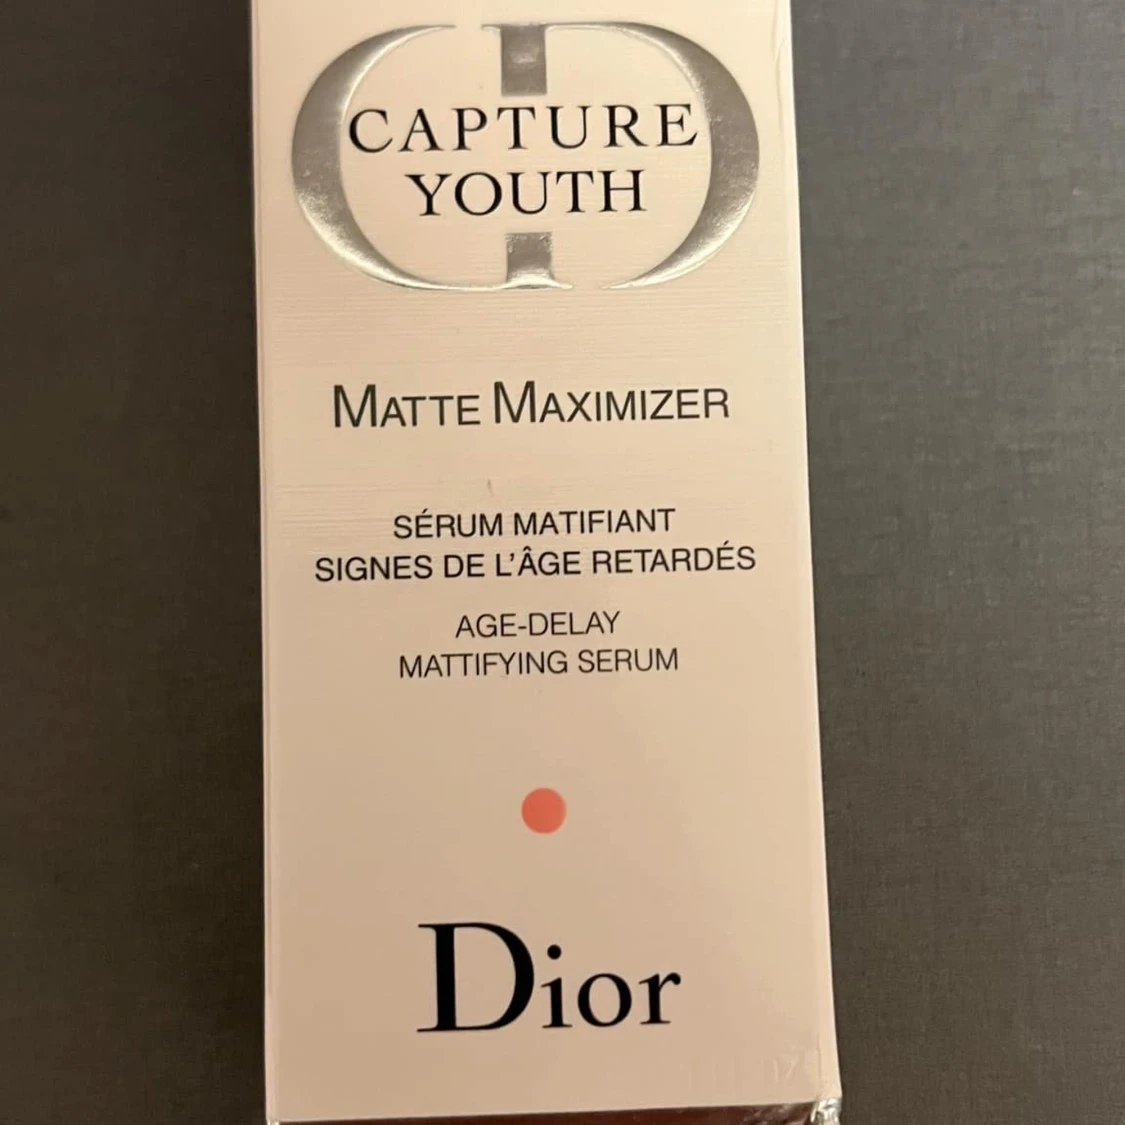 CAPTURE
YOUTH
MATTE MAXIMIZER
SÉRUM MATIFIANT
SIGNES DE L'ÂGE RETARDÉS
AGE-DELAY
MATTIFYING SERUM
Dior